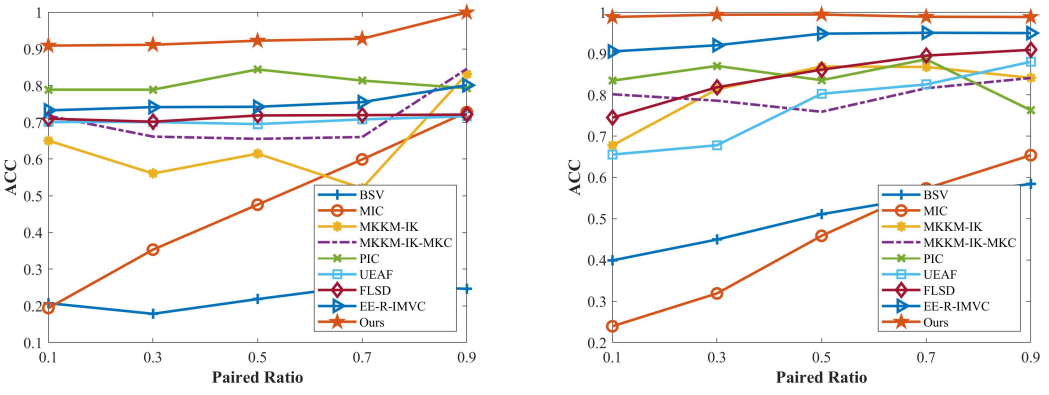 1
0.9
0.8
0.7
0.6
0.5
0.4
0.3
0.2
0.1
ACC
0.1 0.3 0.5 0.7 0.9
Paired Ratio
BSV
MIC
MKKM-IK
MKKM-IK-MKC
PIC
UEAF
FLSD
EE-R-IMVC
Ours
1
0.9
0.8
0.7
0.6
0.5
0.4
0.3
0.2
ACC
0.1 0.3 0.5 0.7 0.9
Paired Ratio
BSV
MIC
MKKM-IK
MKKM-IK-MKC
PIC
UEAF
FLSD
EE-R-IMVC
Ours